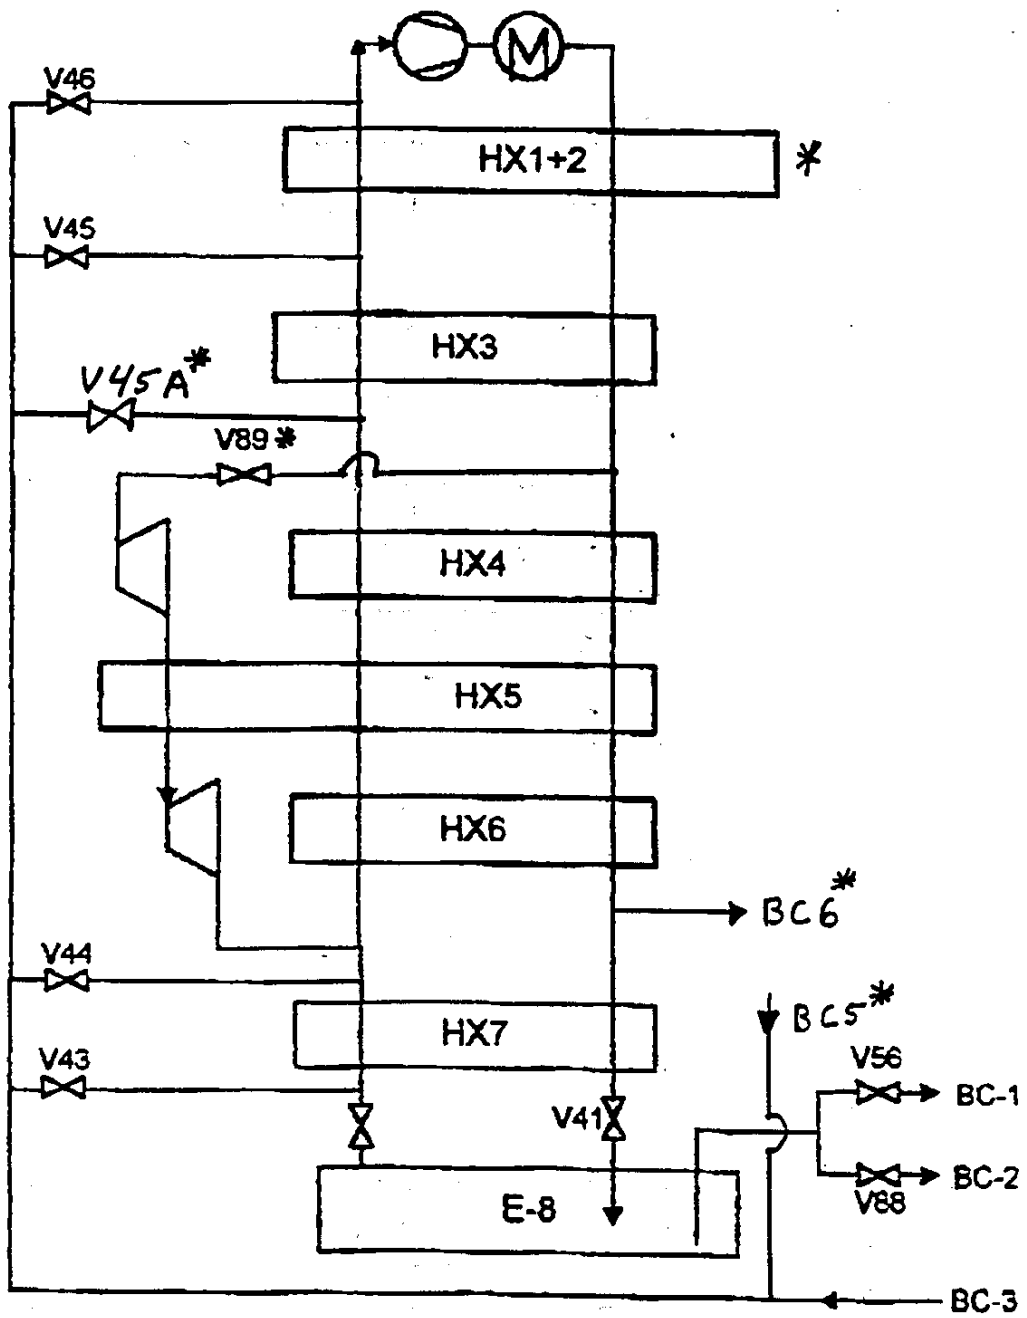 V46
HX1+2 *
V45
HX3
V45A*
V89*
HX4
HX5
HX6
BC6*
V44
BC5*
HX7
V43
V56
BC-1
V41
BC-2
V88
E-8
BC-3